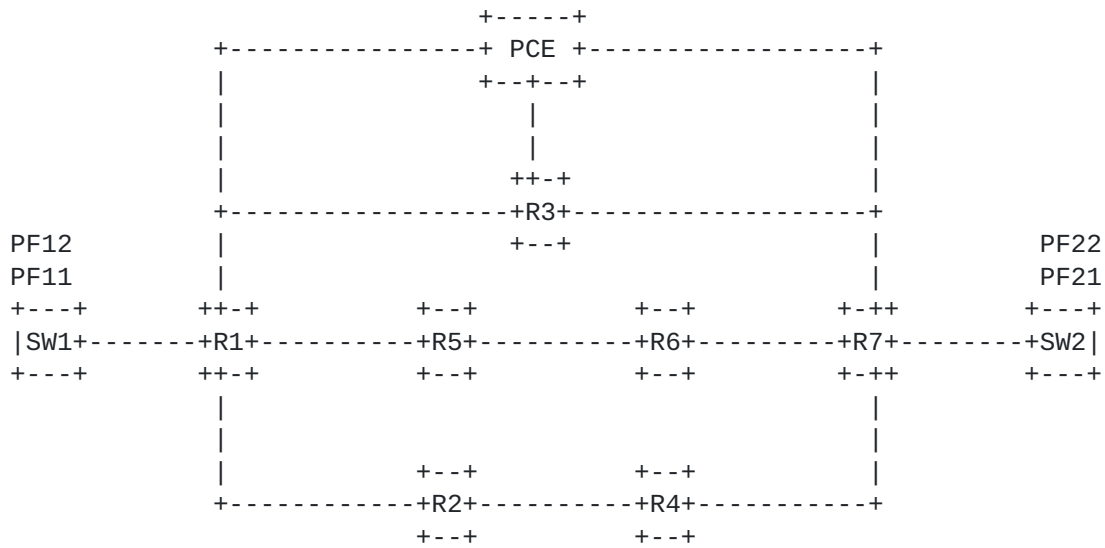 PCE
R3
PF12 PF22
PF11 PF21
SW1 R1 R5 R6 R7 SW2
R2 R4